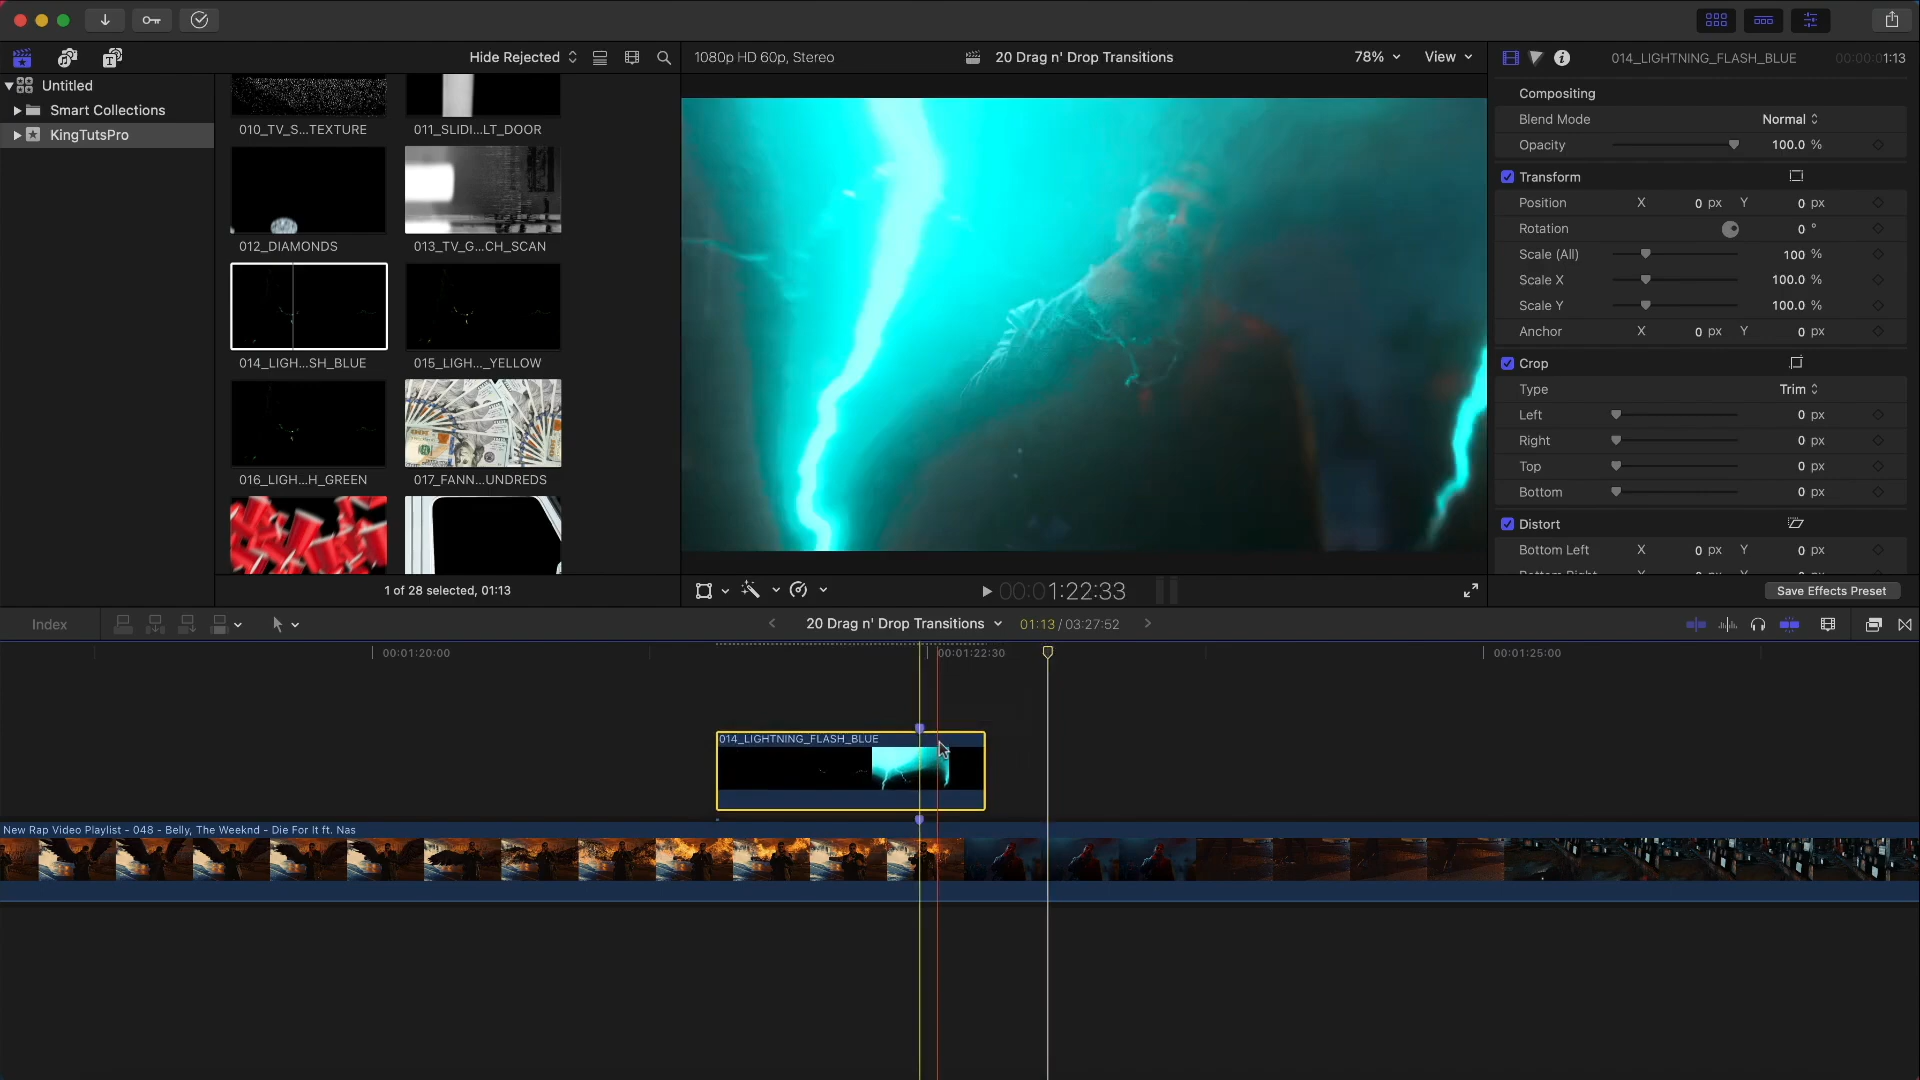 Hide Rejected
1080p HD 60p, Stereo
20 Drag n' Drop Transitions
78%
View
014_LIGHTNING_FLASH_BLUE
00:00:01:13
Untitled
Smart Collections
KingTutsPro
010_TV_S...TEXTURE
011_SLIDI...LT_DOOR
012_DIAMONDS
013_TV_G...CH_SCAN
014_LIGH...SH_BLUE
015_LIGH..._YELLOW
016_LIGH...H_GREEN
017_FANN...UNDREDS
1 of 28 selected, 01:13
00:01:22:33
Compositing
Blend Mode
Normal
Opacity
100.0 %
Transform
Position X 0 px Y 0 px
Rotation 0 °
Scale (All) 100 %
Scale X 100.0 %
Scale Y 100.0 %
Anchor X 0 px Y 0 px
Crop
Type Trim
Left 0 px
Right 0 px
Top 0 px
Bottom 0 px
Distort
Bottom Left X 0 px Y 0 px
Bottom Right X 0 px Y 0 px
Save Effects Preset
Index
20 Drag n' Drop Transitions
01:13 / 03:27:52
00:01:20:00
00:01:22:30
00:01:25:00
014_LIGHTNING_FLASH_BLUE
New Rap Video Playlist - 048 - Belly, The Weeknd - Die For It ft. Nas